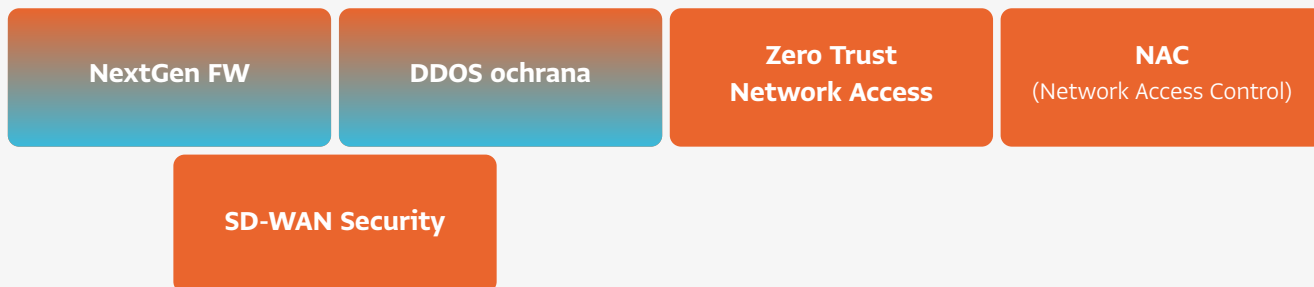 NextGen FW
DDOS ochrana
Zero Trust
Network Access
NAC
(Network Access Control)
SD-WAN Security